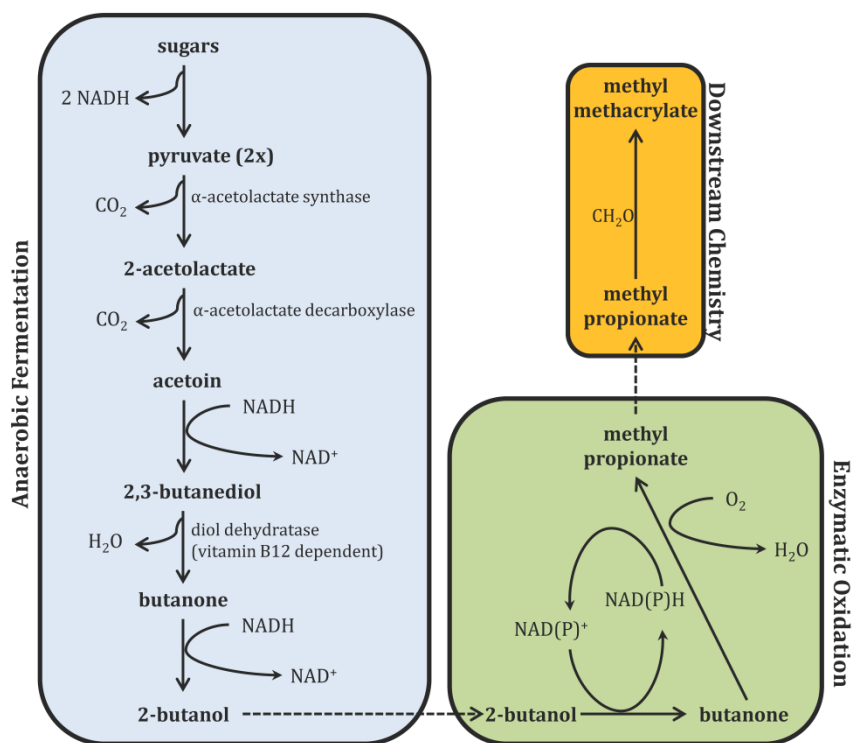 Anaerobic Fermentation
sugars
2 NADH
pyruvate (2x)
CO₂
α-acetolactate synthase
2-acetolactate
CO₂
α-acetolactate decarboxylase
acetoin
NADH
NAD⁺
2,3-butanediol
H₂O
diol dehydratase
(vitamin B12 dependent)
butanone
NADH
NAD⁺
2-butanol
Enzymatic Oxidation
2-butanol
butanone
NAD(P)⁺
NAD(P)H
O₂
H₂O
methyl
propionate
Downstream Chemistry
methyl
propionate
CH₂O
methyl
methacrylate